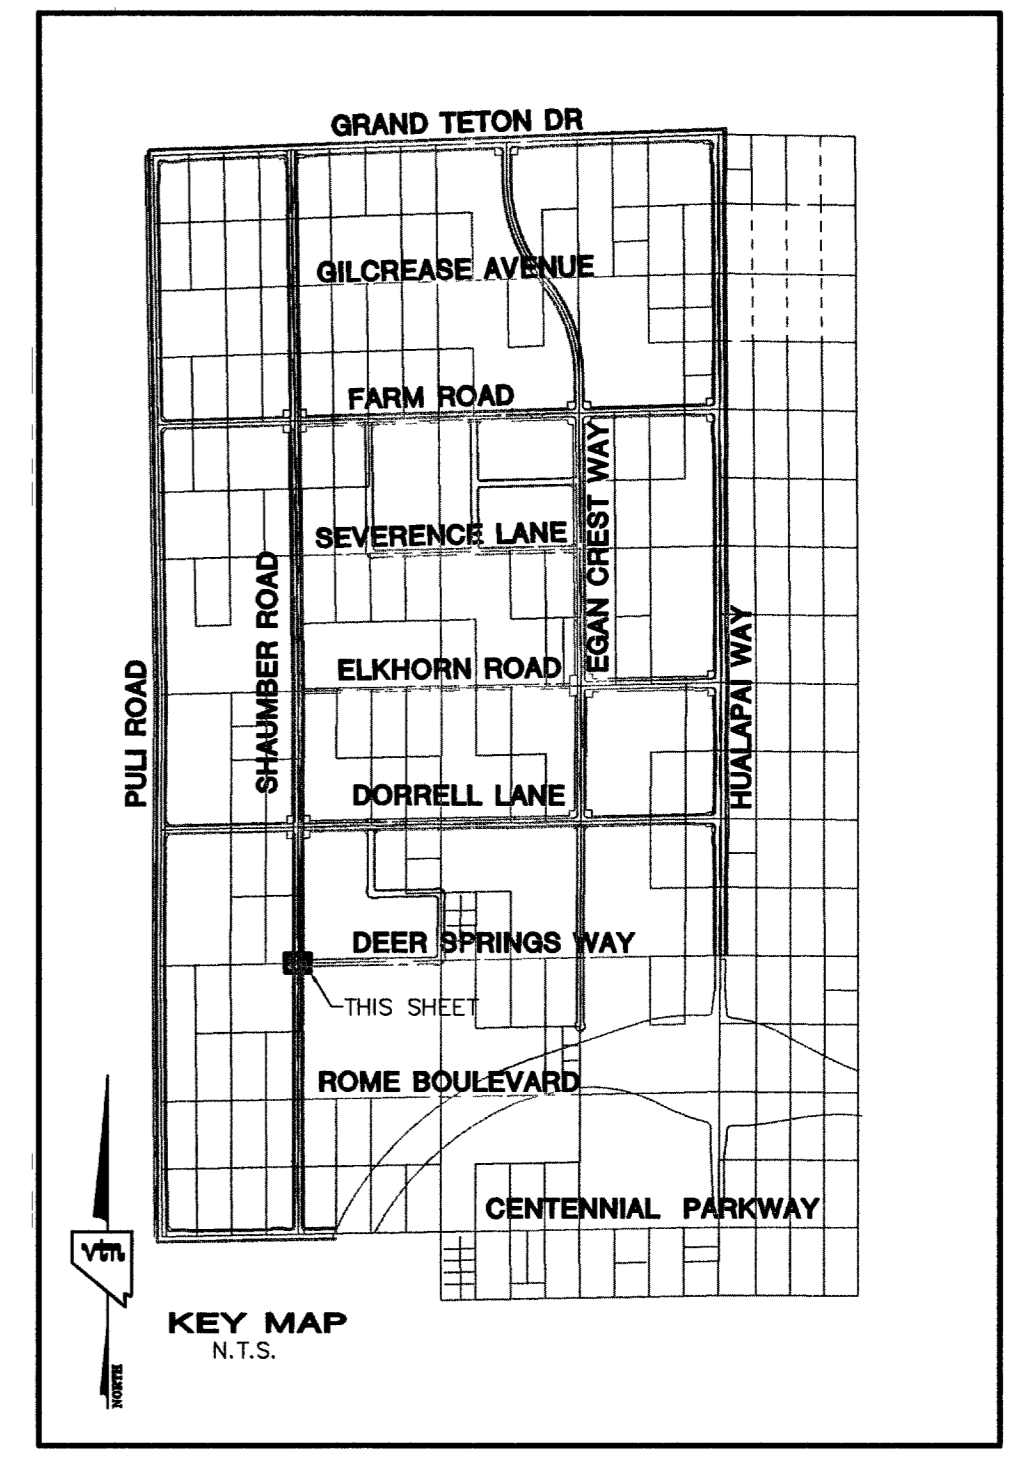 GRAND TETON DR
GILCREASE AVENUE
FARM ROAD
EGAN CREST WAY
SEVERENCE LANE
SHAUMBER ROAD
HUALAPAI WAY
PULI ROAD
ELKHORN ROAD
DORRELL LANE
DEER SPRINGS WAY
THIS SHEET
ROME BOULEVARD
CENTENNIAL PARKWAY
vtn
KEY MAP
N.T.S.
NORTH